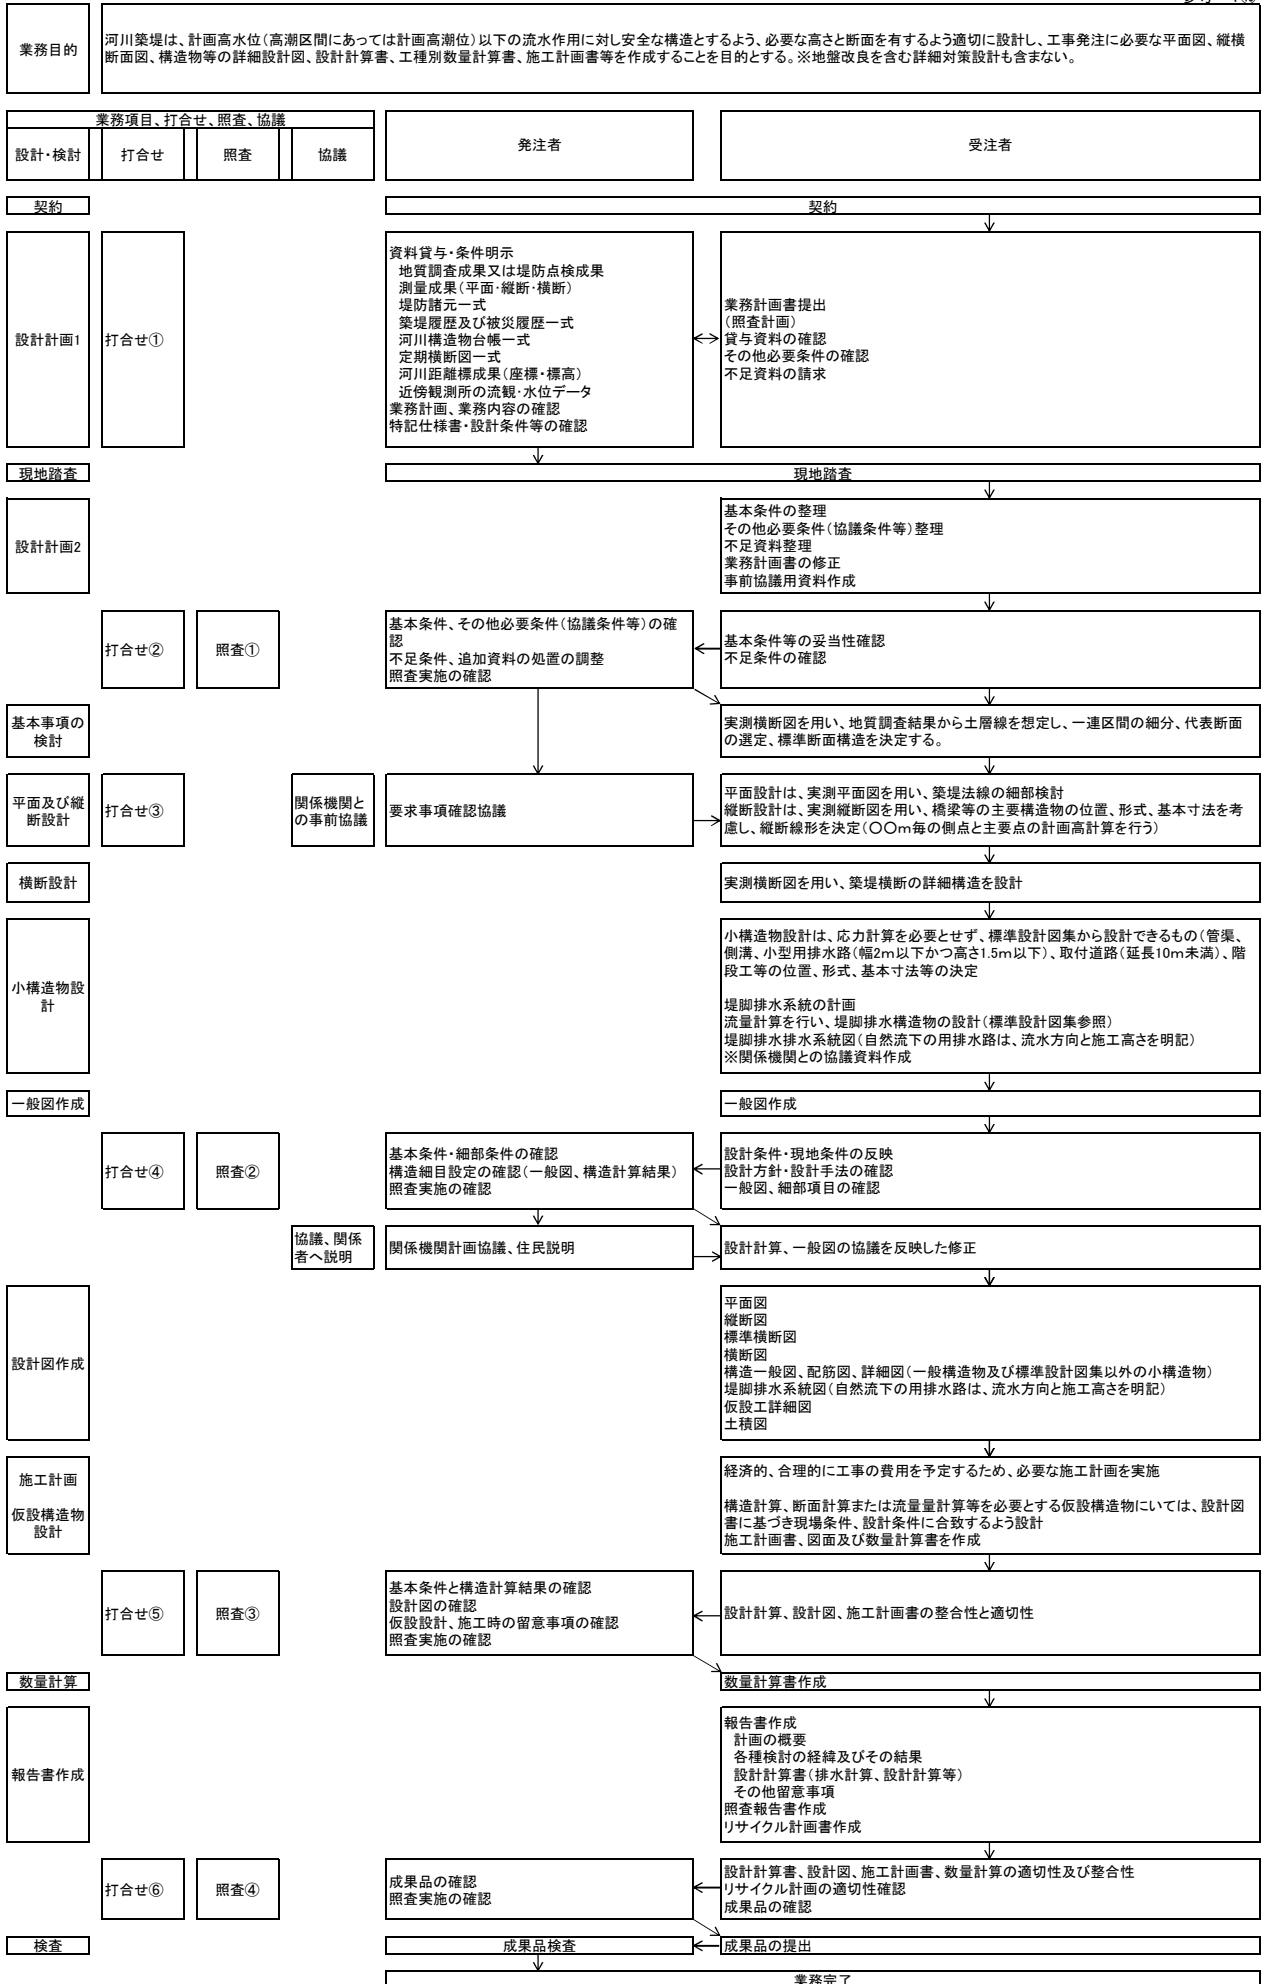 業務目的
河川築堤は、計画高水位(高潮区間にあっては計画高潮位)以下の流水作用に対し安全な構造とするよう、必要な高さと断面を有するよう適切に設計し、工事発注に必要な平面図、縦横
断面図、構造物等の詳細設計図、設計計算書、工種別数量計算書、施工計画書等を作成することを目的とする。※地盤改良を含む詳細対策設計も含まない。
業務項目、打合せ、照査、協議
設計・検討
打合せ
照査
協議
発注者
受注者
契約
契約
設計計画1
打合せ①
資料貸与・条件明示
地質調査成果又は堤防点検成果
測量成果(平面・縦断・横断)
堤防諸元一式
築堤履歴及び被災履歴一式
河川構造物台帳一式
定期横断図一式
河川距離標成果(座標・標高)
近傍観測所の流観・水位データ
業務計画、業務内容の確認
特記仕様書・設計条件等の確認
業務計画書提出
(照査計画)
貸与資料の確認
その他必要条件の確認
不足資料の請求
現地踏査
現地踏査
設計計画2
基本条件の整理
その他必要条件(協議条件等)整理
不足資料整理
業務計画書の修正
事前協議用資料作成
打合せ②
照査①
基本条件、その他必要条件(協議条件等)の確
認
不足条件、追加資料の処置の調整
照査実施の確認
基本条件等の妥当性確認
不足条件の確認
基本事項の
検討
実測横断図を用い、地質調査結果から土層線を想定し、一連区間の細分、代表断面
の選定、標準断面構造を決定する。
平面及び縦
断設計
打合せ③
関係機関と
の事前協議
要求事項確認協議
平面設計は、実測平面図を用い、築堤法線の細部検討
縦断設計は、実測縦断図を用い、橋梁等の主要構造物の位置、形式、基本寸法を考
慮し、縦断線形を決定(〇〇m毎の側点と主要点の計画高計算を行う)
横断設計
実測横断図を用い、築堤横断の詳細構造を設計
小構造物設
計
小構造物設計は、応力計算を必要とせず、標準設計図集から設計できるもの(管渠、
側溝、小型用排水路(幅2m以下かつ高さ1.5m以下)、取付道路(延長10m未満)、階
段工等の位置、形式、基本寸法等の決定
堤脚排水系統の計画
流量計算を行い、堤脚排水構造物の設計(標準設計図集参照)
堤脚排水排水系統図(自然流下の用排水路は、流水方向と施工高さを明記)
※関係機関との協議資料作成
一般図作成
一般図作成
打合せ④
照査②
基本条件・細部条件の確認
構造細目設定の確認(一般図、構造計算結果)
照査実施の確認
設計条件・現地条件の反映
設計方針・設計手法の確認
一般図、細部項目の確認
協議、関係
者へ説明
関係機関計画協議、住民説明
設計計算、一般図の協議を反映した修正
設計図作成
平面図
縦断図
標準横断図
横断図
構造一般図、配筋図、詳細図(一般構造物及び標準設計図集以外の小構造物)
堤脚排水系統図(自然流下の用排水路は、流水方向と施工高さを明記)
仮設工詳細図
土積図
施工計画
仮設構造物
設計
経済的、合理的に工事の費用を予定するため、必要な施工計画を実施
構造計算、断面計算または流量量計算等を必要とする仮設構造物にいては、設計図
書に基づき現場条件、設計条件に合致するよう設計
施工計画書、図面及び数量計算書を作成
打合せ⑤
照査③
基本条件と構造計算結果の確認
設計図の確認
仮設設計、施工時の留意事項の確認
照査実施の確認
設計計算、設計図、施工計画書の整合性と適切性
数量計算
数量計算書作成
報告書作成
報告書作成
計画の概要
各種検討の経緯及びその結果
設計計算書(排水計算、設計計算等)
その他留意事項
照査報告書作成
リサイクル計画書作成
打合せ⑥
照査④
成果品の確認
照査実施の確認
設計計算書、設計図、施工計画書、数量計算の適切性及び整合性
リサイクル計画の適切性確認
成果品の確認
検査
成果品検査
成果品の提出
業務完了